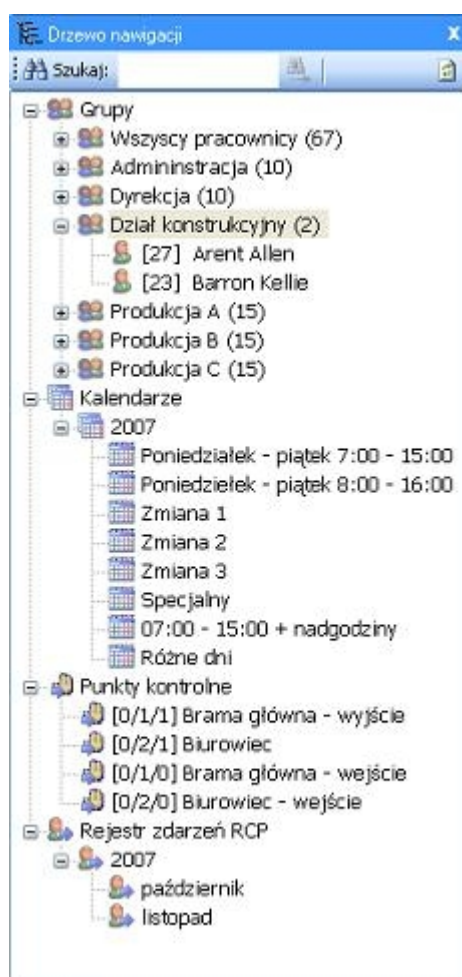 Drzewo nawigacji x
Szukaj:
Grupy
Wszyscy pracownicy (67)
Admininstracja (10)
Dyrekcja (10)
Dział konstrukcyjny (2)
[27] Arent Allen
[23] Barron Kellie
Produkcja A (15)
Produkcja B (15)
Produkcja C (15)
Kalendarze
2007
Poniedziałek - piątek 7:00 - 15:00
Poniedziełek - piątek 8:00 - 16:00
Zmiana 1
Zmiana 2
Zmiana 3
Specjalny
07:00 - 15:00 + nadgodziny
Różne dni
Punkty kontrolne
[0/1/1] Brama główna - wyjście
[0/2/1] Biurowiec
[0/1/0] Brama główna - wejście
[0/2/0] Biurowiec - wejście
Rejestr zdarzeń RCP
2007
październik
listopad